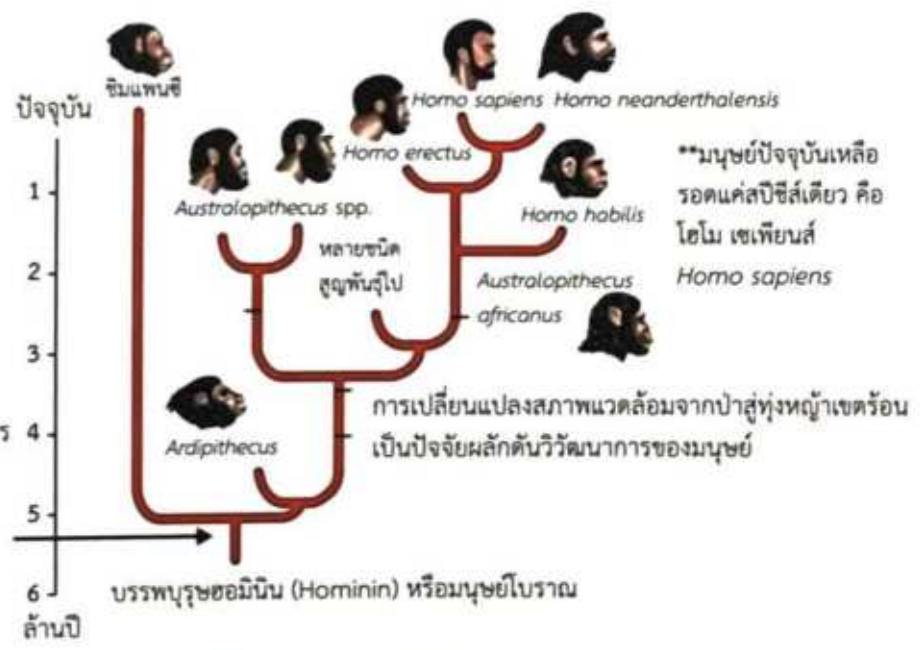 ชิมแพนซี
ปัจจุบัน
Homo sapiens Homo neanderthalensis
Homo erectus
**มนุษย์ปัจจุบันเหลือ
รอดแค่สปีชีส์เดียว คือ
โฮโม เซเพียนส์
Homo sapiens
1
Australopithecus spp.
Homo habilis
หลายชนิด
สูญพันธุ์ไป
2
Australopithecus
africanus
3
การเปลี่ยนแปลงสภาพแวดล้อมจากป่าสู่ทุ่งหญ้าเขตร้อน
เป็นปัจจัยผลักดันวิวัฒนาการของมนุษย์
ร 4
Ardipithecus
5
6
บรรพบุรุษฮอมินิน (Hominin) หรือมนุษย์โบราณ
ล้านปี